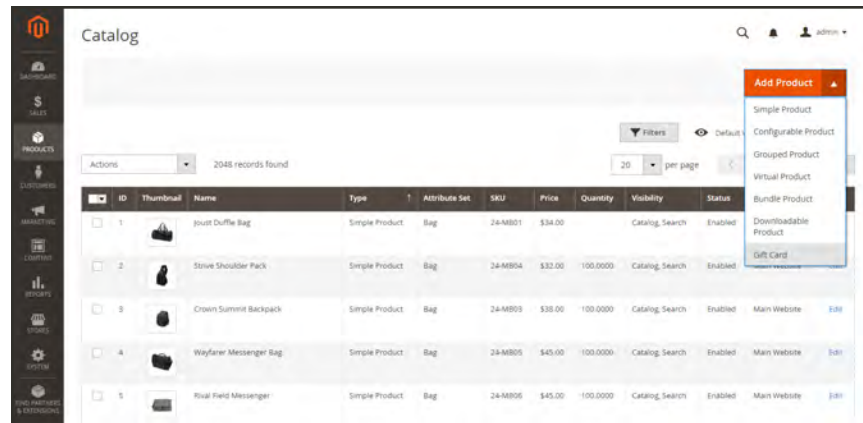 Catalog
admin
DASHBOARD
SALES
PRODUCTS
CUSTOMERS
MARKETING
CONTENT
REPORTS
STORES
SYSTEM
FIND PARTNERS
& EXTENSIONS
Add Product
Simple Product
Configurable Product
Grouped Product
Virtual Product
Bundle Product
Downloadable
Product
Gift Card
Filters Default
Actions 2048 records found 20 per page
ID Thumbnail Name Type ↑ Attribute Set SKU Price Quantity Visibility Status
1 Joust Duffle Bag Simple Product Bag 24-MB01 $34.00 Catalog, Search Enabled
2 Strive Shoulder Pack Simple Product Bag 24-MB04 $32.00 100.0000 Catalog, Search Enabled Main Website Edit
3 Crown Summit Backpack Simple Product Bag 24-MB03 $38.00 100.0000 Catalog, Search Enabled Main Website Edit
4 Wayfarer Messenger Bag Simple Product Bag 24-MB05 $45.00 100.0000 Catalog, Search Enabled Main Website Edit
5 Rival Field Messenger Simple Product Bag 24-MB06 $45.00 100.0000 Catalog, Search Enabled Main Website Edit